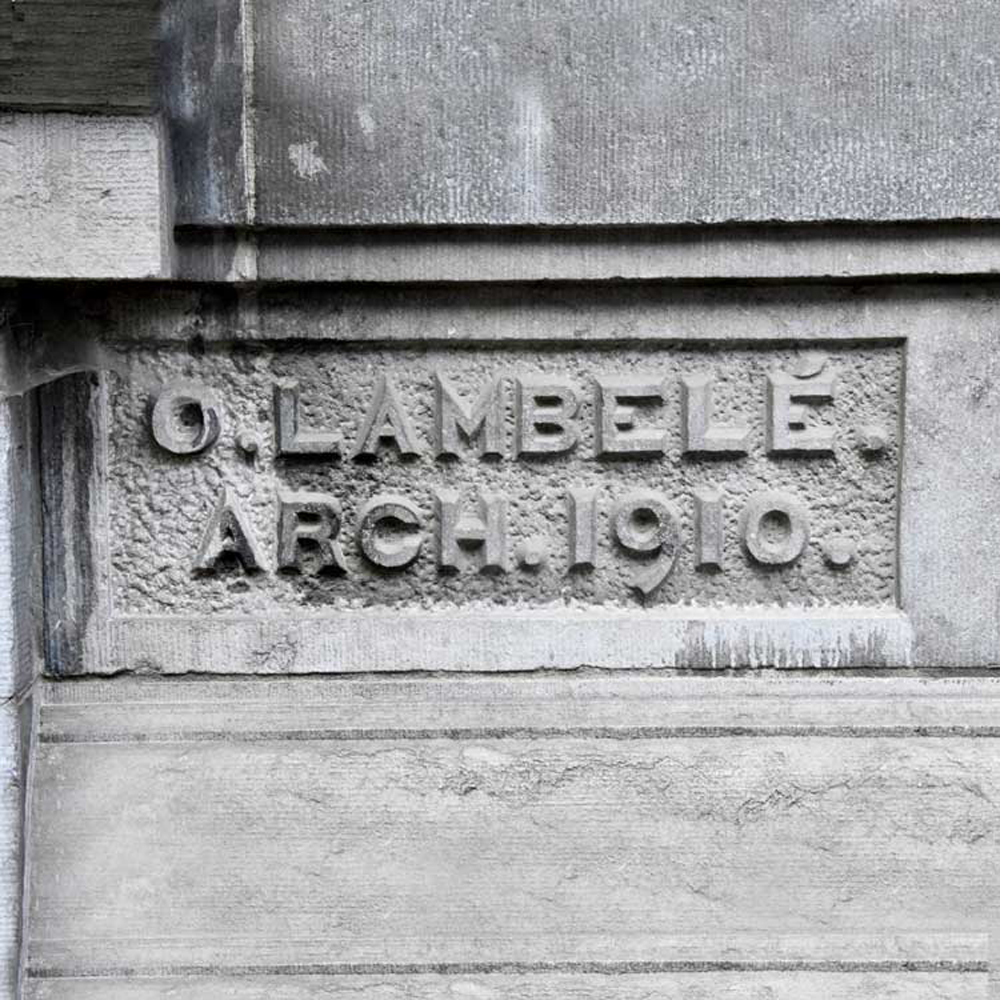 O. LAMBELÉ.
ARCH. 1910.